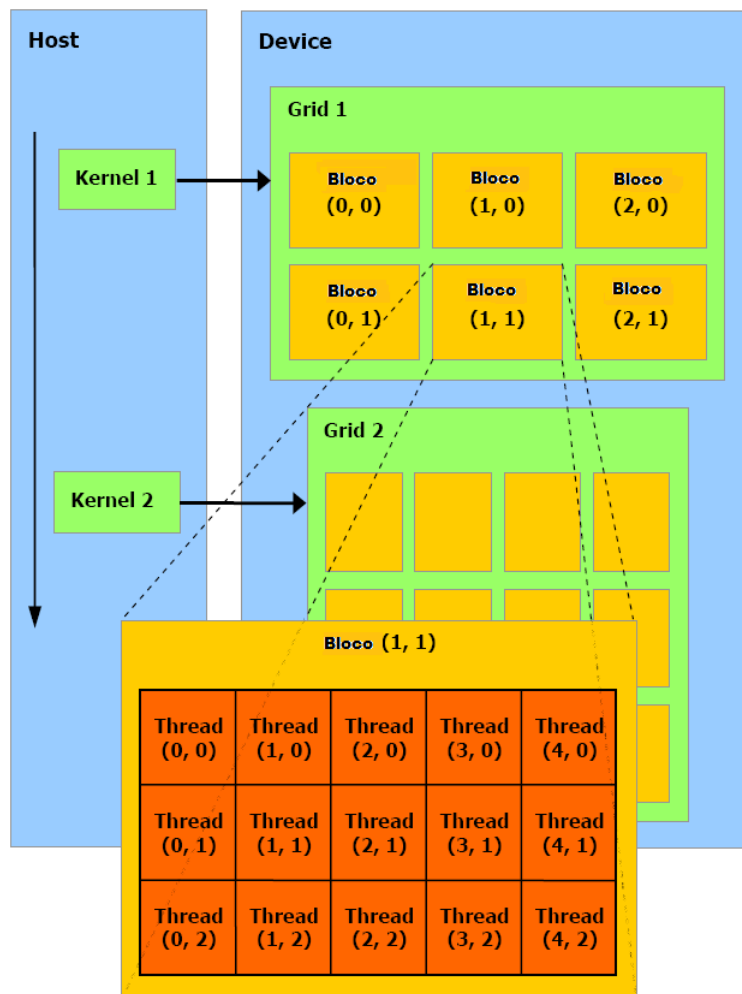 Host
Device
Grid 1
Kernel 1
Bloco
(0, 0)
Bloco
(1, 0)
Bloco
(2, 0)
Bloco
(0, 1)
Bloco
(1, 1)
Bloco
(2, 1)
Grid 2
Kernel 2
Bloco (1, 1)
Thread
(0, 0)
Thread
(1, 0)
Thread
(2, 0)
Thread
(3, 0)
Thread
(4, 0)
Thread
(0, 1)
Thread
(1, 1)
Thread
(2, 1)
Thread
(3, 1)
Thread
(4, 1)
Thread
(0, 2)
Thread
(1, 2)
Thread
(2, 2)
Thread
(3, 2)
Thread
(4, 2)